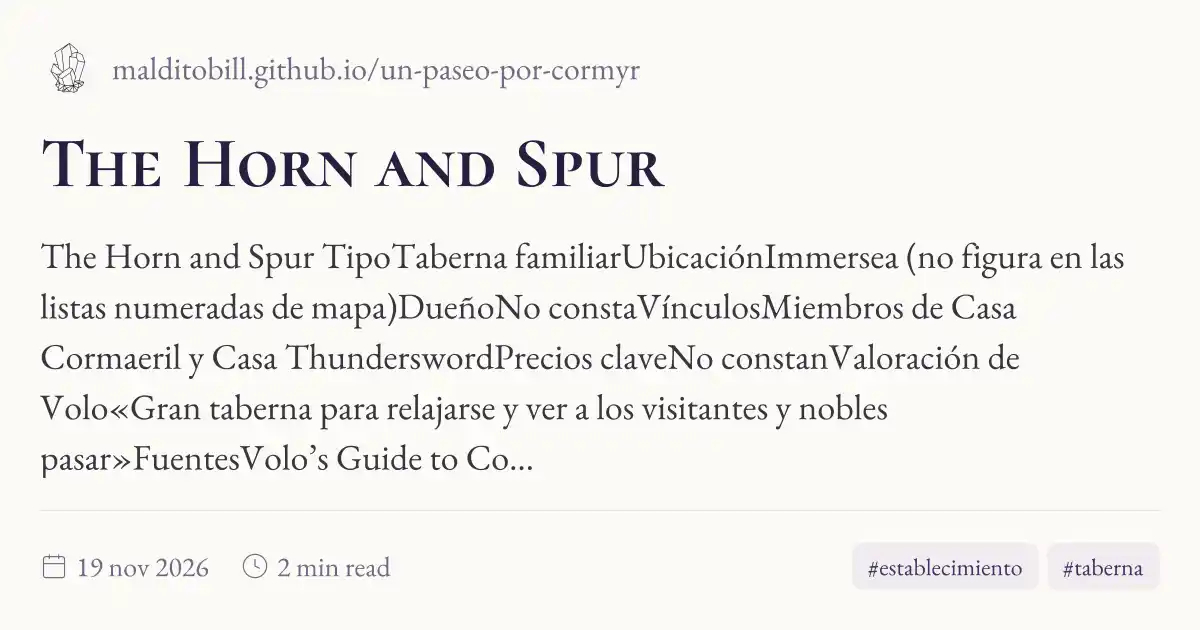 malditobill.github.io/un-paseo-por-cormyr
The Horn and Spur
The Horn and Spur TipoTaberna familiarUbicaciónImmersea (no figura en las
listas numeradas de mapa)DueñoNo constaVínculosMiembros de Casa
Cormaeril y Casa ThunderswordPrecios claveNo constanValoración de
Volo«Gran taberna para relajarse y ver a los visitantes y nobles
pasar»FuentesVolo’s Guide to Co...
19 nov 2026
2 min read
#establecimiento
#taberna